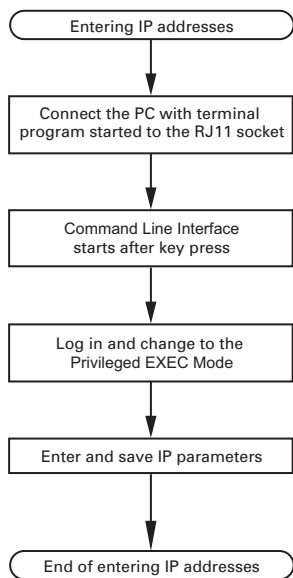 Entering IP addresses
Connect the PC with terminal
program started to the RJ11 socket
Command Line Interface
starts after key press
Log in and change to the
Privileged EXEC Mode
Enter and save IP parameters
End of entering IP addresses